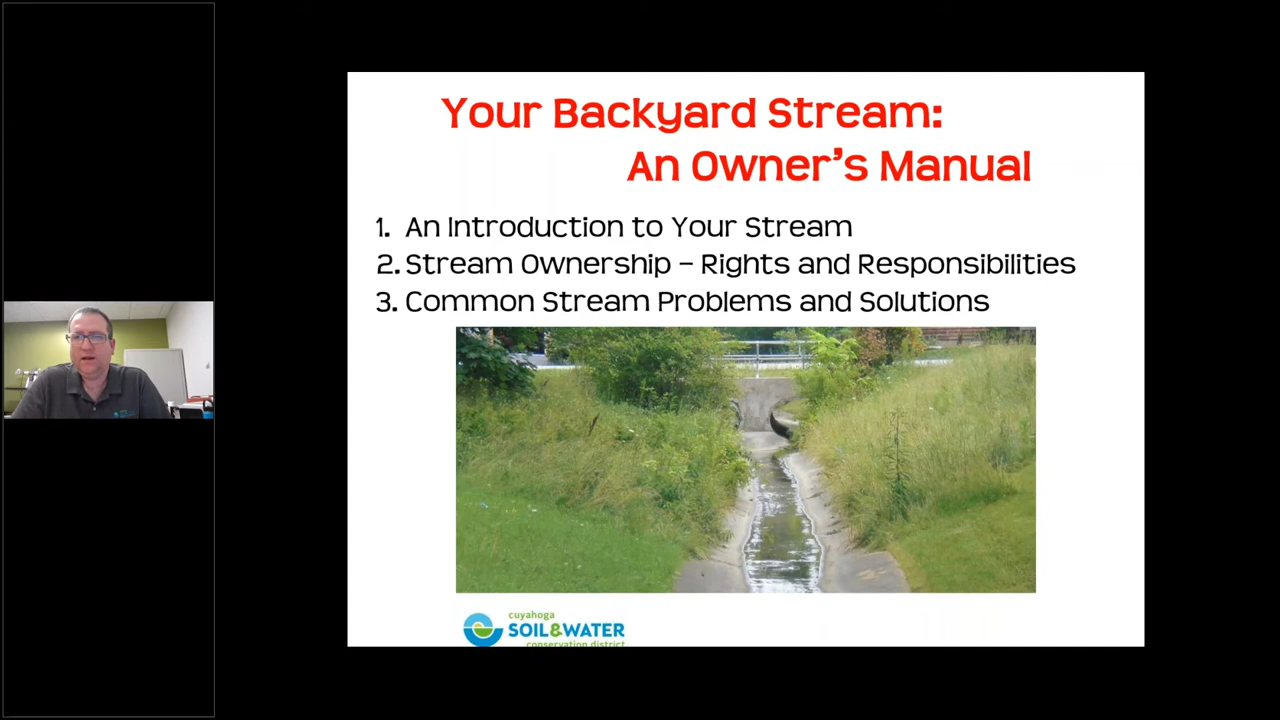 Your Backyard Stream:
An Owner's Manual
1. An Introduction to Your Stream
2. Stream Ownership – Rights and Responsibilities
3. Common Stream Problems and Solutions
cuyahoga
SOIL&WATER
conservation district